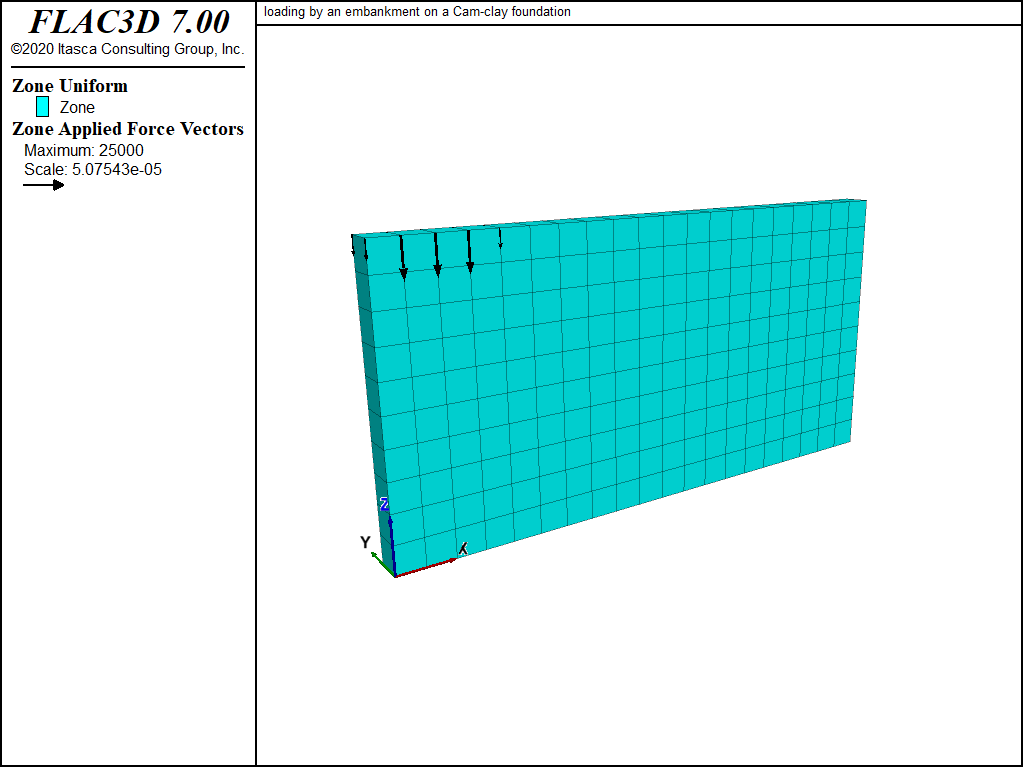 FLAC3D 7.00
©2020 Itasca Consulting Group, Inc.
Zone Uniform
Zone
Zone Applied Force Vectors
Maximum: 25000
Scale: 5.07543e-05
loading by an embankment on a Cam-clay foundation
Z
Y
X